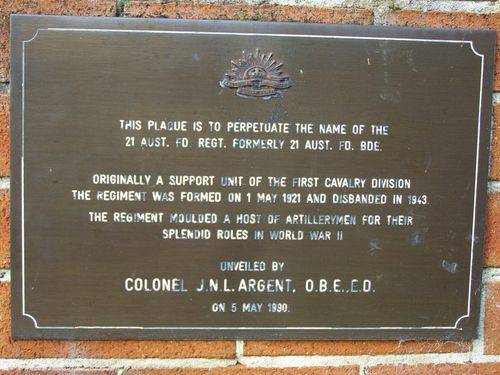 THIS PLAQUE IS TO PERPETUATE THE NAME OF THE
21 AUST. FD. REGT. FORMERLY 21 AUST. FD. BDE.
ORIGINALLY A SUPPORT UNIT OF THE FIRST CAVALRY DIVISION
THE REGIMENT WAS FORMED ON 1 MAY 1921 AND DISBANDED IN 1943.
THE REGIMENT MOULDED A HOST OF ARTILLERYMEN FOR THEIR
SPLENDID ROLES IN WORLD WAR II
UNVEILED BY
COLONEL J.N.L. ARGENT, O.B.E.,E.D.
ON 5 MAY 1990.